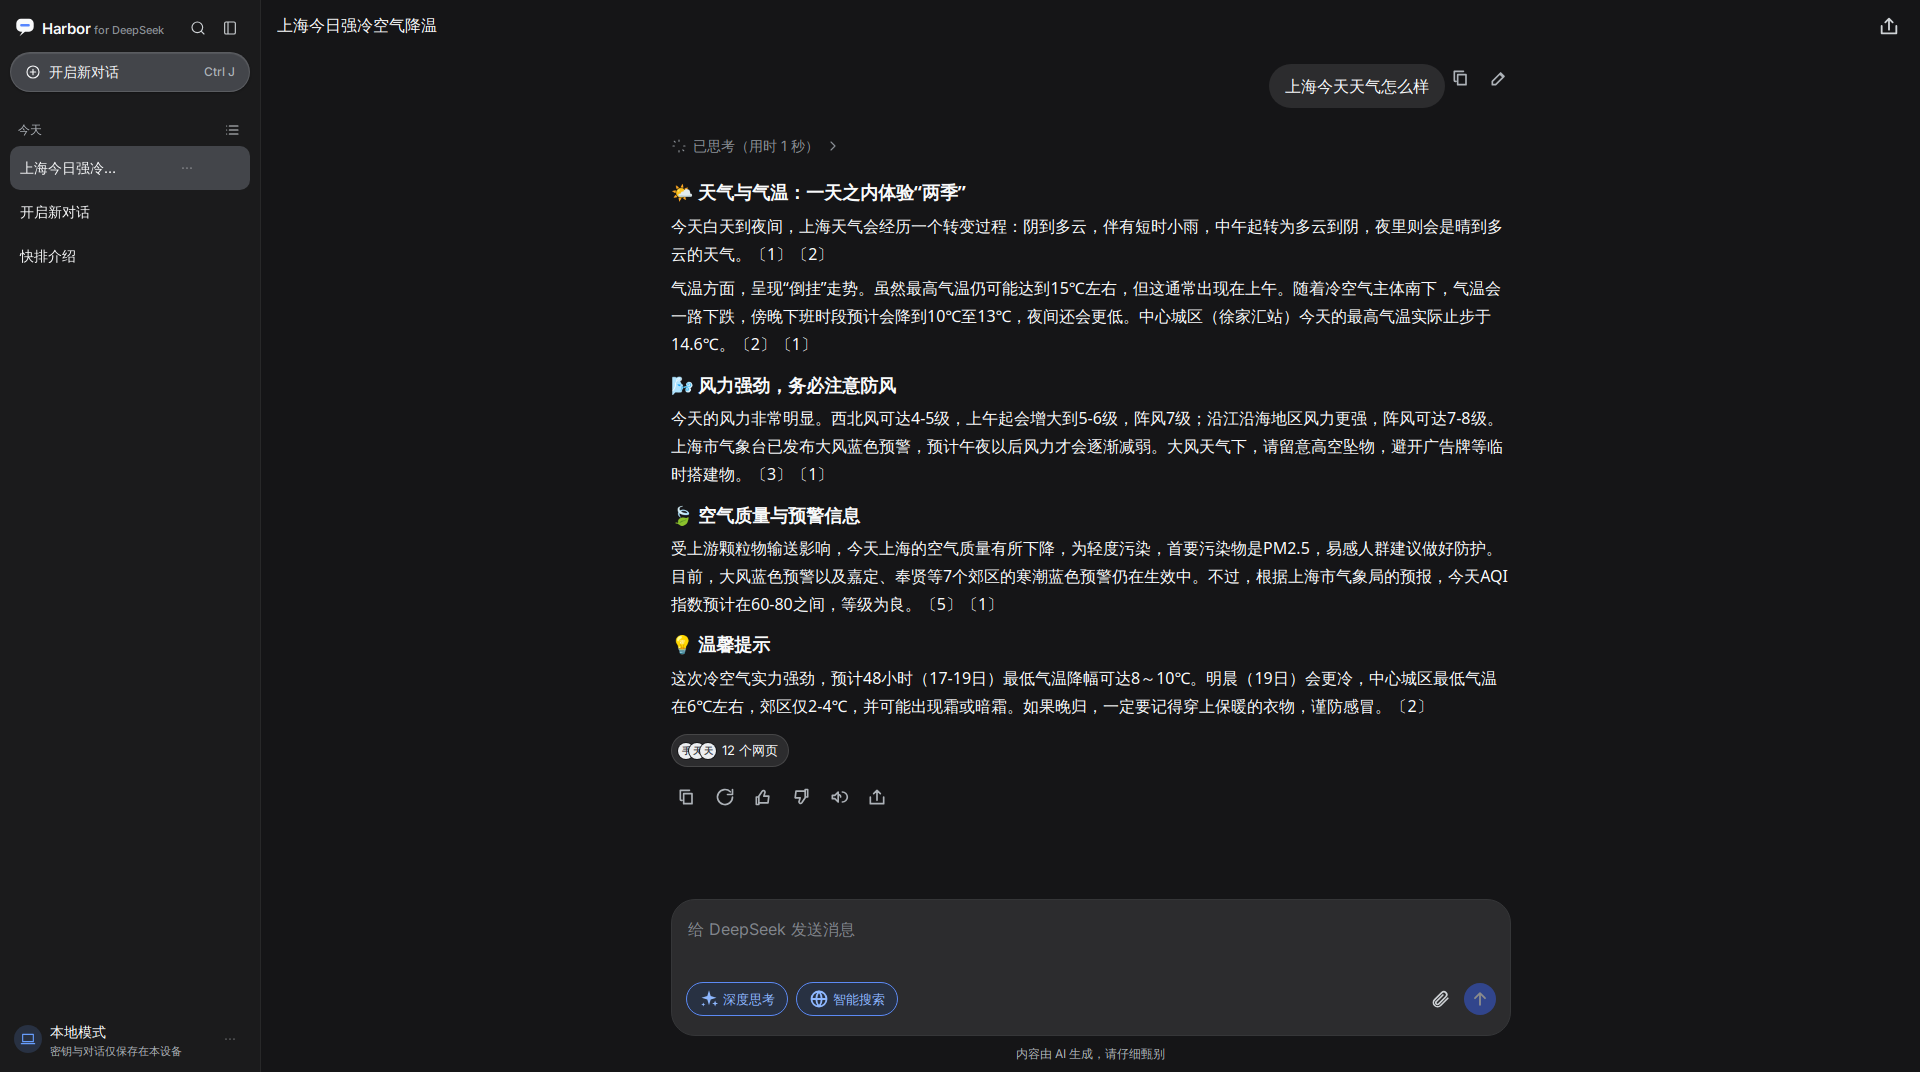 Harbor for DeepSeek
开启新对话 Ctrl J
今天
上海今日强冷...
开启新对话
快排介绍
本地模式
密钥与对话仅保存在本设备
上海今日强冷空气降温
上海今天天气怎么样
已思考（用时 1 秒）
🌤️ 天气与气温：一天之内体验“两季”
今天白天到夜间，上海天气会经历一个转变过程：阴到多云，伴有短时小雨，中午起转为多云到阴，夜里则会是晴到多
云的天气。〔1〕〔2〕
气温方面，呈现“倒挂”走势。虽然最高气温仍可能达到15℃左右，但这通常出现在上午。随着冷空气主体南下，气温会
一路下跌，傍晚下班时段预计会降到10℃至13℃，夜间还会更低。中心城区（徐家汇站）今天的最高气温实际止步于
14.6℃。〔2〕〔1〕
🌬️ 风力强劲，务必注意防风
今天的风力非常明显。西北风可达4-5级，上午起会增大到5-6级，阵风7级；沿江沿海地区风力更强，阵风可达7-8级。
上海市气象台已发布大风蓝色预警，预计午夜以后风力才会逐渐减弱。大风天气下，请留意高空坠物，避开广告牌等临
时搭建物。〔3〕〔1〕
🍃 空气质量与预警信息
受上游颗粒物输送影响，今天上海的空气质量有所下降，为轻度污染，首要污染物是PM2.5，易感人群建议做好防护。
目前，大风蓝色预警以及嘉定、奉贤等7个郊区的寒潮蓝色预警仍在生效中。不过，根据上海市气象局的预报，今天AQI
指数预计在60-80之间，等级为良。〔5〕〔1〕
💡 温馨提示
这次冷空气实力强劲，预计48小时（17-19日）最低气温降幅可达8～10℃。明晨（19日）会更冷，中心城区最低气温
在6℃左右，郊区仅2-4℃，并可能出现霜或暗霜。如果晚归，一定要记得穿上保暖的衣物，谨防感冒。〔2〕
天 12 个网页
给 DeepSeek 发送消息
深度思考 智能搜索
内容由 AI 生成，请仔细甄别